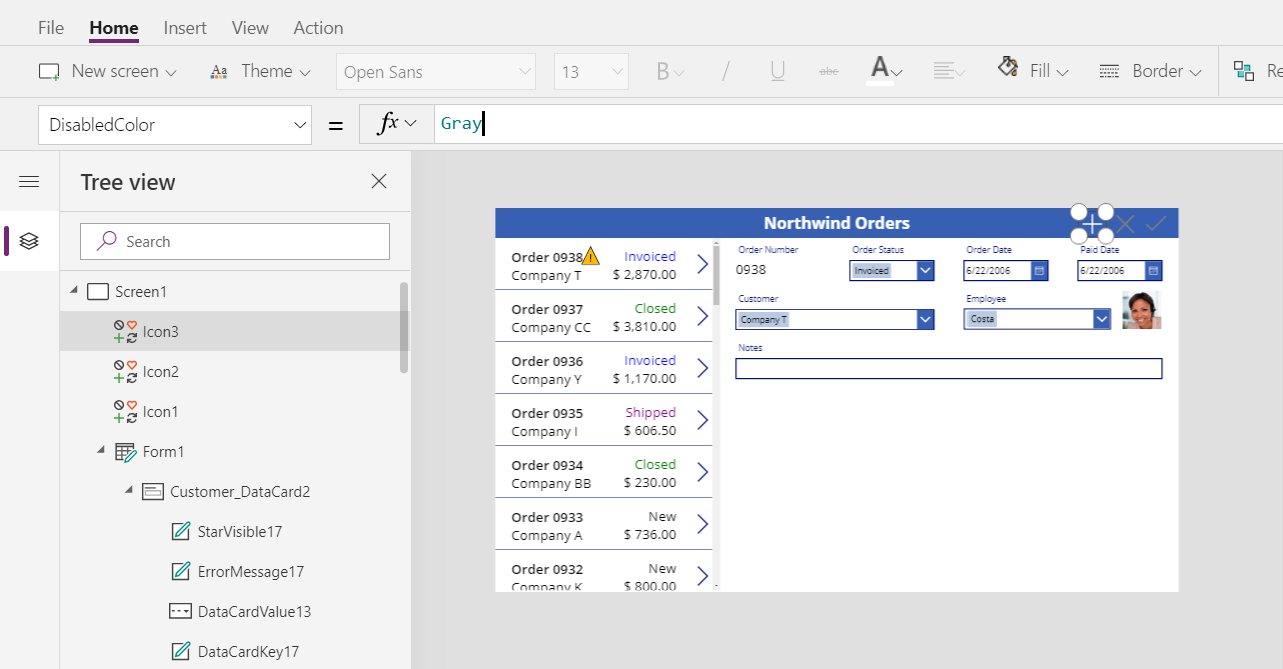 File Home Insert View Action
New screen Aa Theme Open Sans 13 B / U abc A Fill Border Re
DisabledColor = fx Gray
Tree view
Search
Screen1
Icon3
Icon2
Icon1
Form1
Customer_DataCard2
StarVisible17
ErrorMessage17
DataCardValue13
DataCardKey17
Northwind Orders
Order 0938 Invoiced
Company T $ 2,870.00
Order 0937 Closed
Company CC $ 3,810.00
Order 0936 Invoiced
Company Y $ 1,170.00
Order 0935 Shipped
Company I $ 606.50
Order 0934 Closed
Company BB $ 230.00
Order 0933 New
Company A $ 736.00
Order 0932 New
Company K $ 800.00
Order Number Order Status Order Date Paid Date
0938 Invoiced 6/22/2006 6/22/2006
Customer Employee
Company T Costa
Notes